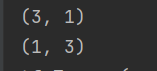 (3, 1)
(1, 3)